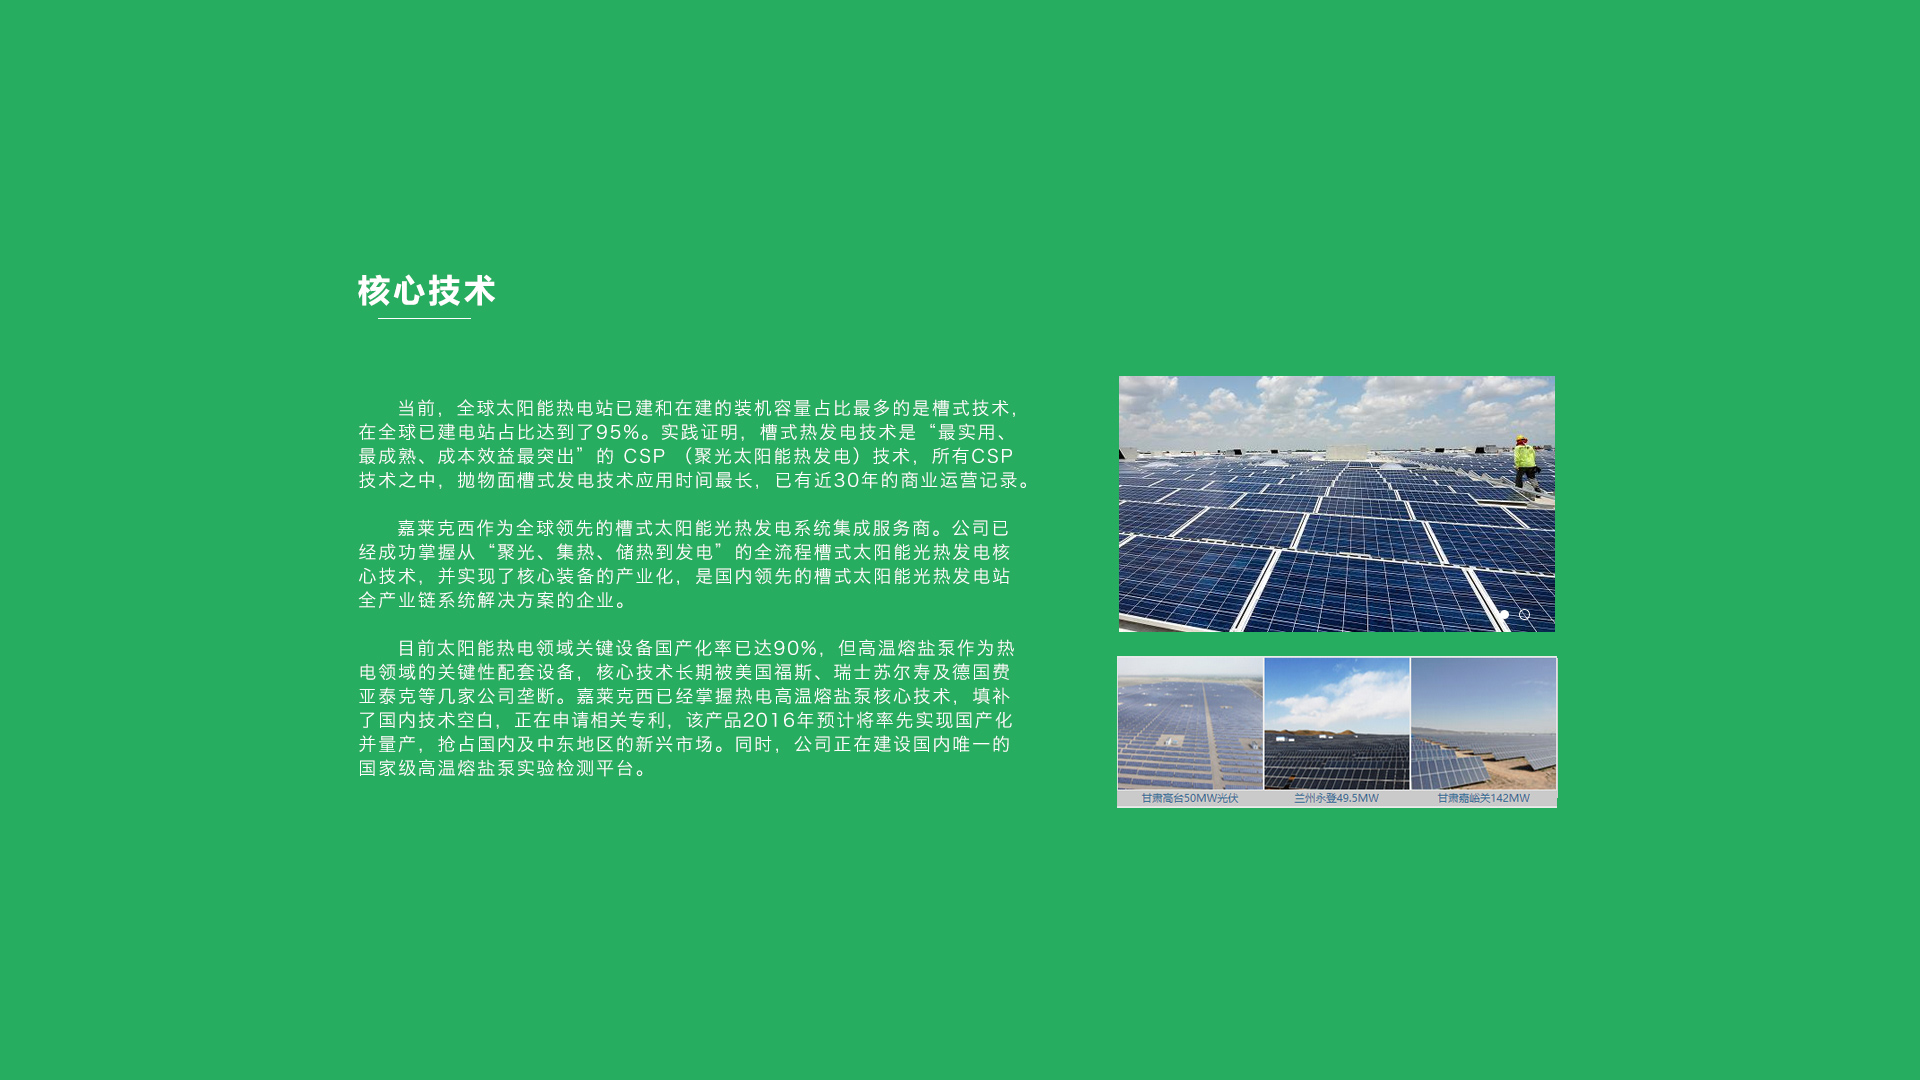 核心技术
当前，全球太阳能热电站已建和在建的装机容量占比最多的是槽式技术，
在全球已建电站占比达到了95%。实践证明，槽式热发电技术是“最实用、
最成熟、成本效益最突出”的 CSP （聚光太阳能热发电）技术，所有CSP
技术之中，抛物面槽式发电技术应用时间最长，已有近30年的商业运营记录。
嘉莱克西作为全球领先的槽式太阳能光热发电系统集成服务商。公司已
经成功掌握从“聚光、集热、储热到发电”的全流程槽式太阳能光热发电核
心技术，并实现了核心装备的产业化，是国内领先的槽式太阳能光热发电站
全产业链系统解决方案的企业。
目前太阳能热电领域关键设备国产化率已达90%，但高温熔盐泵作为热
电领域的关键性配套设备，核心技术长期被美国福斯、瑞士苏尔寿及德国费
亚泰克等几家公司垄断。嘉莱克西已经掌握热电高温熔盐泵核心技术，填补
了国内技术空白，正在申请相关专利，该产品2016年预计将率先实现国产化
并量产，抢占国内及中东地区的新兴市场。同时，公司正在建设国内唯一的
国家级高温熔盐泵实验检测平台。
甘肃高台50MW光伏
兰州永登49.5MW
甘肃嘉峪关142MW